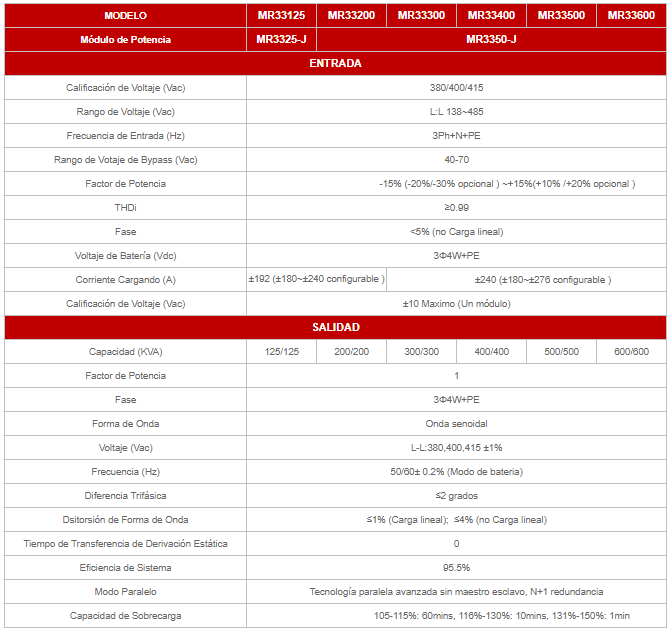 MODELO MR33125 MR33200 MR33300 MR33400 MR33500 MR33600
Módulo de Potencia MR3325-J MR3350-J
ENTRADA
Calificación de Voltaje (Vac) 380/400/415
Rango de Voltaje (Vac) L:L 138~485
Frecuencia de Entrada (Hz) 3Ph+N+PE
Rango de Votaje de Bypass (Vac) 40-70
Factor de Potencia -15% (-20%/-30% opcional ) ~+15%(+10% /+20% opcional )
THDi ≥0.99
Fase <5% (no Carga lineal)
Voltaje de Batería (Vdc) 3Φ4W+PE
Corriente Cargando (A) ±192 (±180~±240 configurable ) ±240 (±180~±276 configurable )
Calificación de Voltaje (Vac) ±10 Maximo (Un módulo)
SALIDAD
Capacidad (KVA) 125/125 200/200 300/300 400/400 500/500 600/600
Factor de Potencia 1
Fase 3Φ4W+PE
Forma de Onda Onda senoidal
Voltaje (Vac) L-L:380,400,415 ±1%
Frecuencia (Hz) 50/60± 0.2% (Modo de bateria)
Diferencia Trifásica ≤2 grados
Dsitorsión de Forma de Onda ≤1% (Carga lineal); ≤4% (no Carga lineal)
Tiempo de Transferencia de Derivación Estática 0
Eficiencia de Sistema 95.5%
Modo Paralelo Tecnología paralela avanzada sin maestro esclavo, N+1 redundancia
Capacidad de Sobrecarga 105-115%: 60mins, 116%-130%: 10mins, 131%-150%: 1min